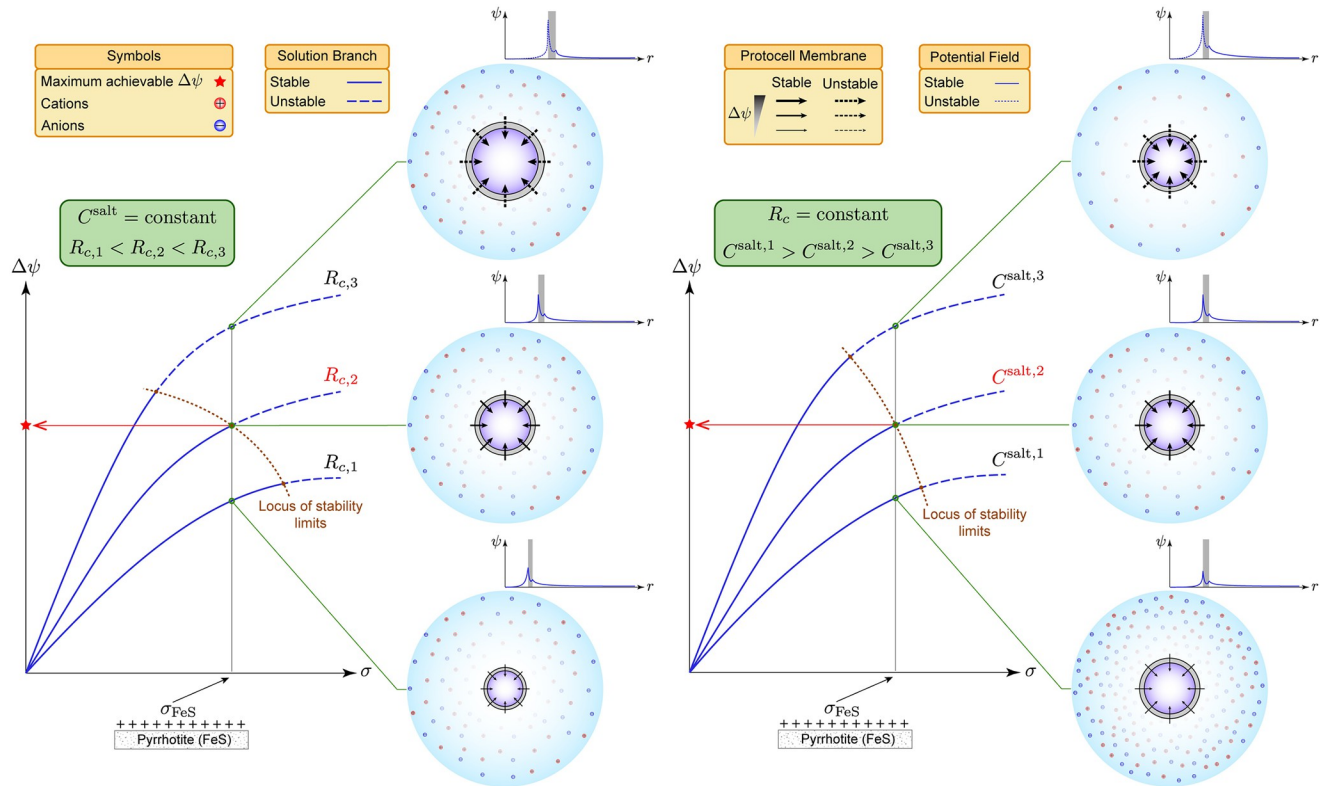 Symbols
Maximum achievable Δψ
Cations
Anions
Solution Branch
Stable
Unstable
C^salt = constant
R_c,1 < R_c,2 < R_c,3
Δψ
R_c,3
R_c,2
R_c,1
Locus of stability
limits
σ
σ_FeS
+++++++++++
Pyrrhotite (FeS)
ψ
r
ψ
r
ψ
r
Protocell Membrane
Stable Unstable
Δψ
Potential Field
Stable
Unstable
R_c = constant
C^salt,1 > C^salt,2 > C^salt,3
Δψ
C^salt,3
C^salt,2
C^salt,1
Locus of stability
limits
σ
σ_FeS
+++++++++++
Pyrrhotite (FeS)
ψ
r
ψ
r
ψ
r